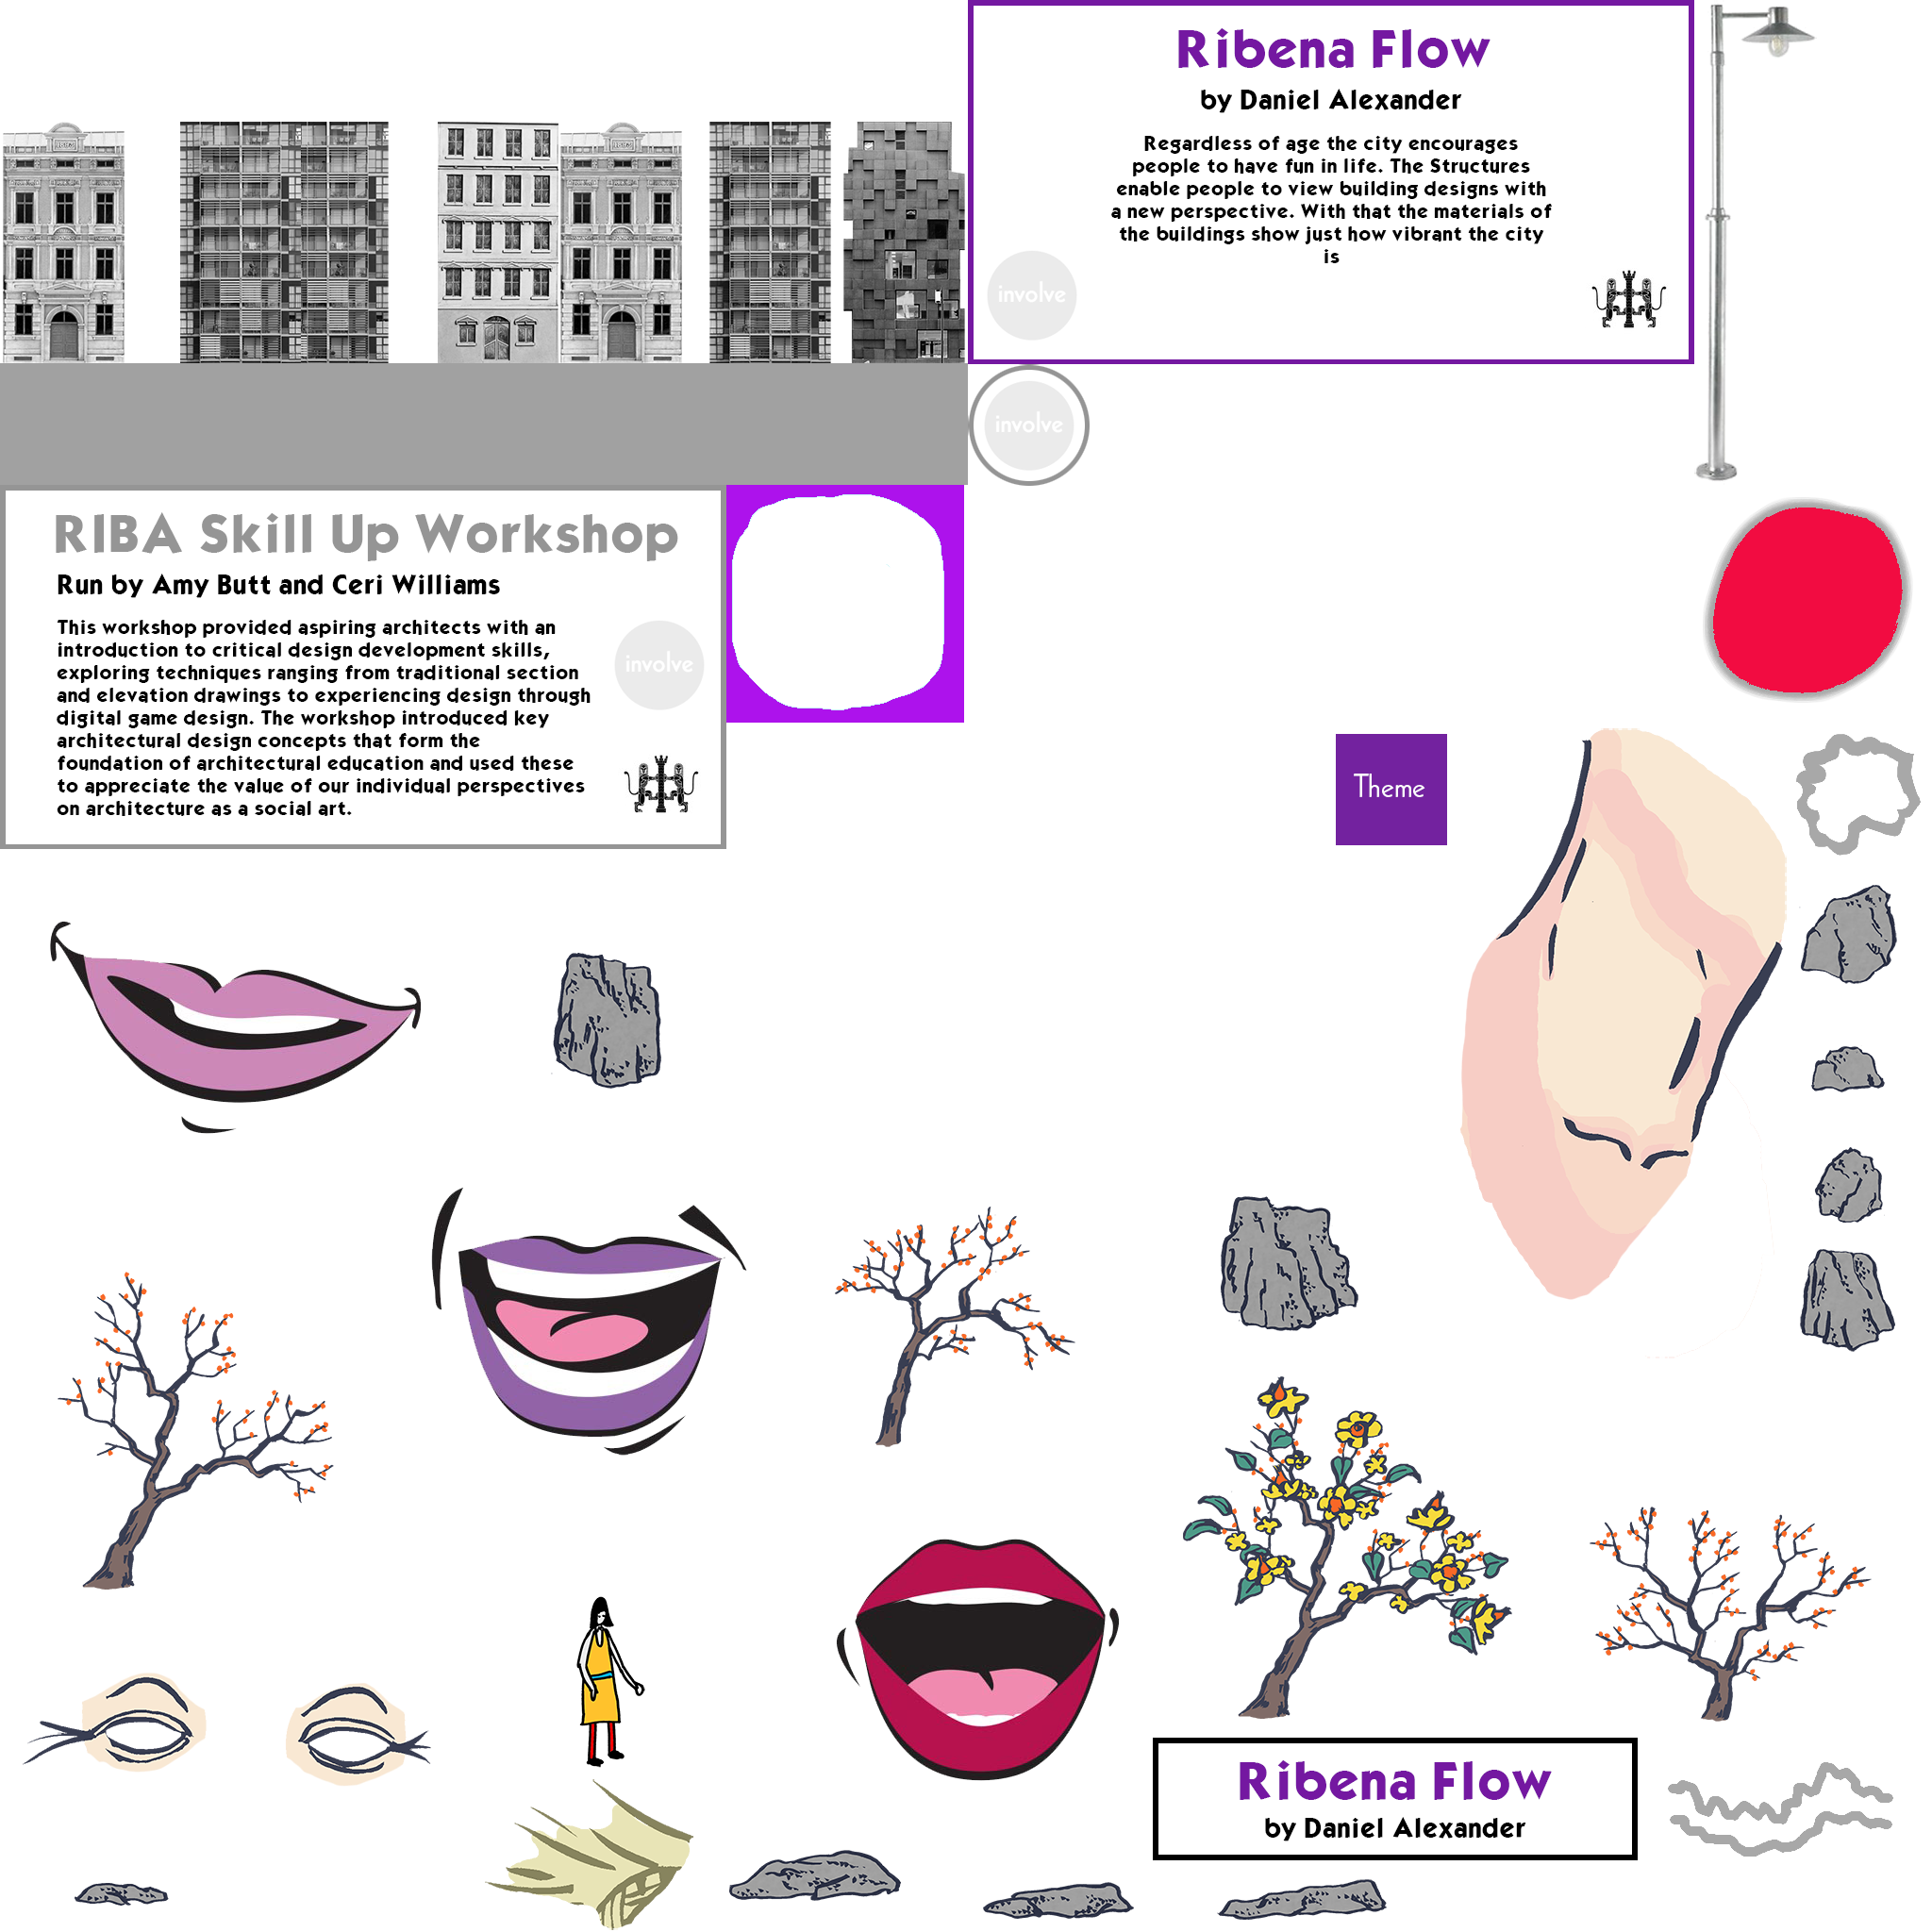 Ribena Flow
by Daniel Alexander
Regardless of age the city encourages
people to have fun in life. The Structures
enable people to view building designs with
a new perspective. With that the materials of
the buildings show just how vibrant the city
is
involve
involve
RIBA Skill Up Workshop
Run by Amy Butt and Ceri Williams
This workshop provided aspiring architects with an
introduction to critical design development skills,
exploring techniques ranging from traditional section
and elevation drawings to experiencing design through
digital game design. The workshop introduced key
architectural design concepts that form the
foundation of architectural education and used these
to appreciate the value of our individual perspectives
on architecture as a social art.
involve
Theme
Ribena Flow
by Daniel Alexander